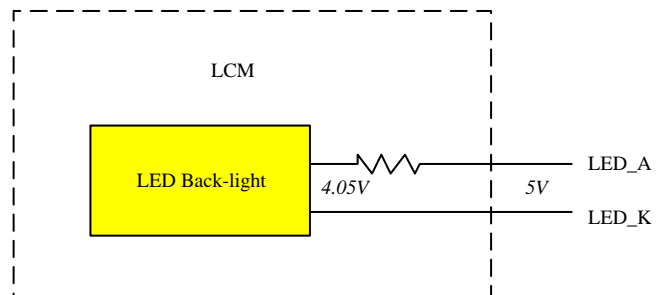 LCM
LED Back-light
4.05V
5V
LED_A
LED_K